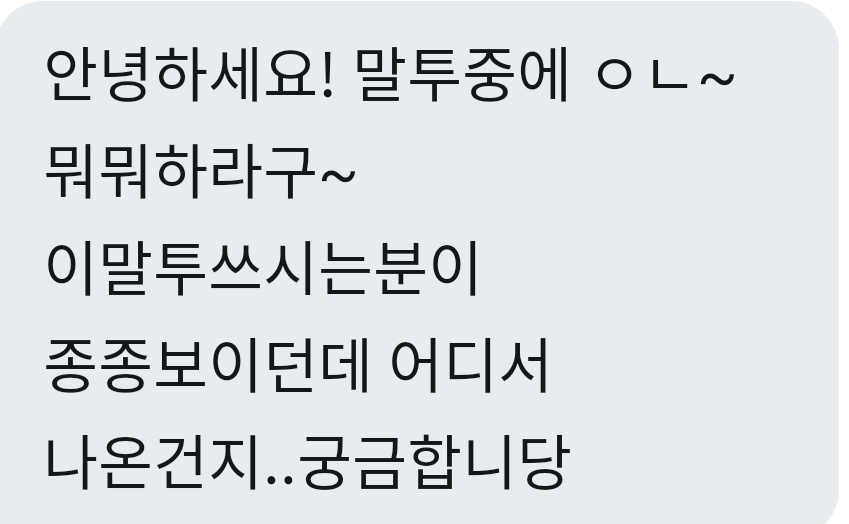 안녕하세요! 말투중에 ㅇㄴ~
뭐뭐하라구~
이말투쓰시는분이
종종보이던데 어디서
나온건지..궁금합니당